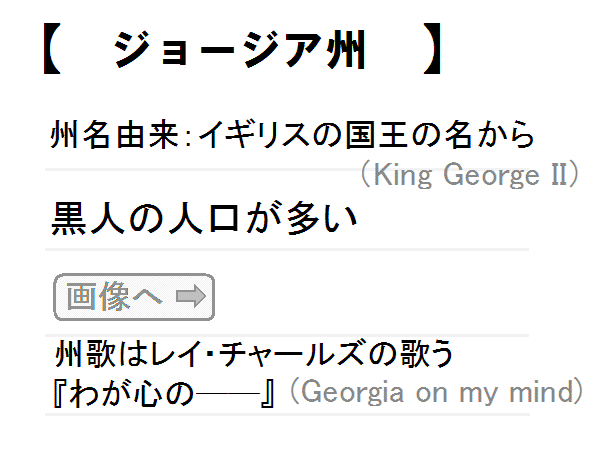 【　ジョージア州　】
州名由来：イギリスの国王の名から
（King George II）
黒人の人口が多い
画像へ ⇨
州歌はレイ・チャールズの歌う
『わが心の――』（Georgia on my mind）